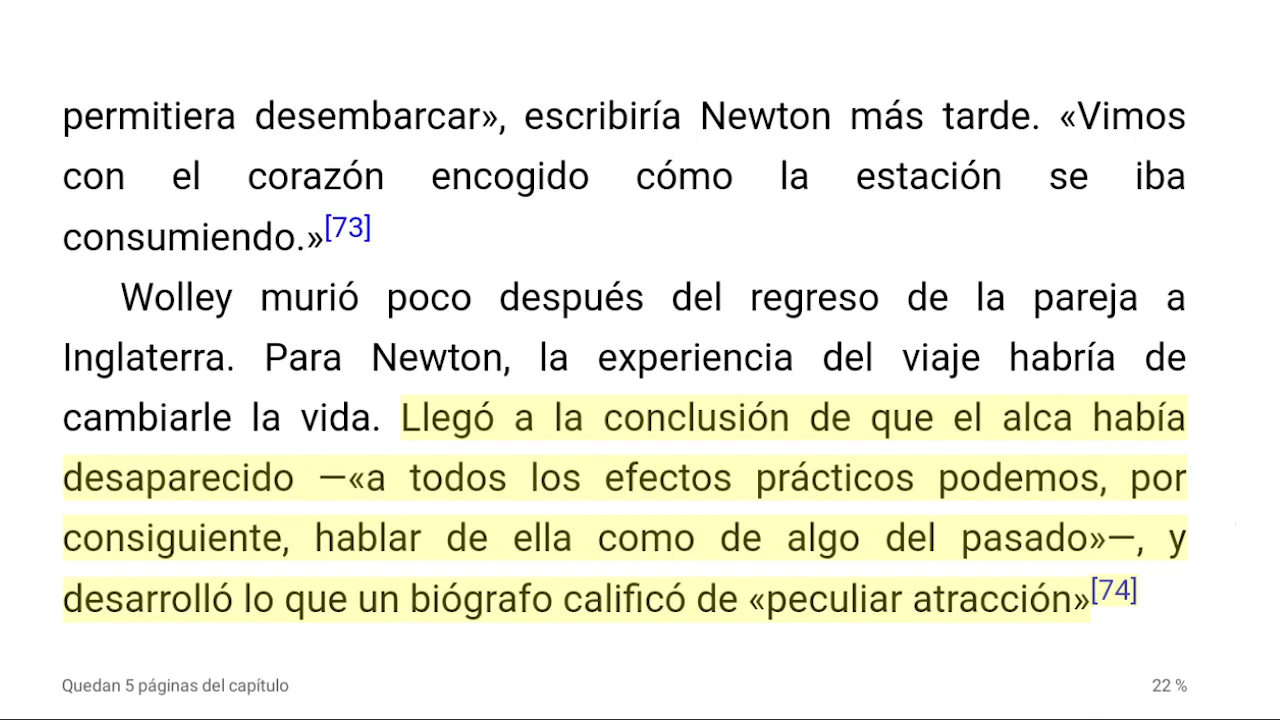 permitiera desembarcar», escribiría Newton más tarde. «Vimos
con el corazón encogido cómo la estación se iba
consumiendo.»[73]
Wolley murió poco después del regreso de la pareja a
Inglaterra. Para Newton, la experiencia del viaje habría de
cambiarle la vida. Llegó a la conclusión de que el alca había
desaparecido —«a todos los efectos prácticos podemos, por
consiguiente, hablar de ella como de algo del pasado»—, y
desarrolló lo que un biógrafo calificó de «peculiar atracción»[74]
Quedan 5 páginas del capítulo
22 %